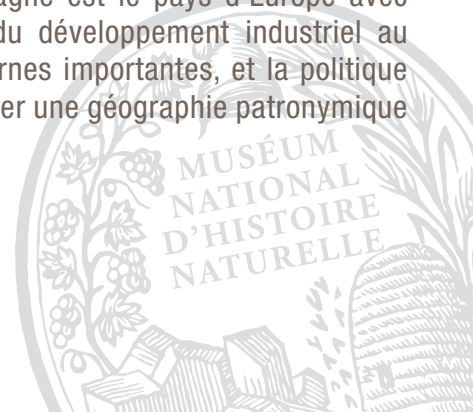 est le pays d'Europe avec
du développement industriel au
importantes, et la politique
une géographie patronymique
MUSÉUM
NATIONAL
D'HISTOIRE
NATURELLE